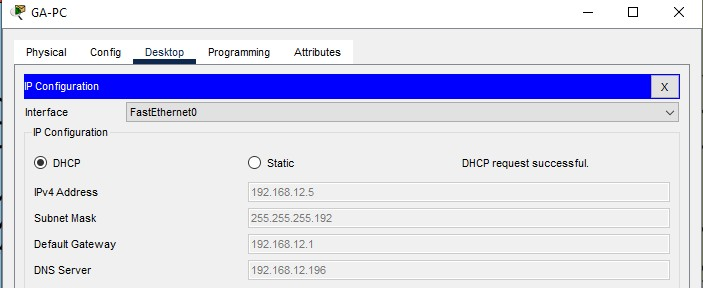 GA-PC
Physical Config Desktop Programming Attributes
IP Configuration X
Interface FastEthernet0
IP Configuration
DHCP Static DHCP request successful.
IPv4 Address 192.168.12.5
Subnet Mask 255.255.255.192
Default Gateway 192.168.12.1
DNS Server 192.168.12.196